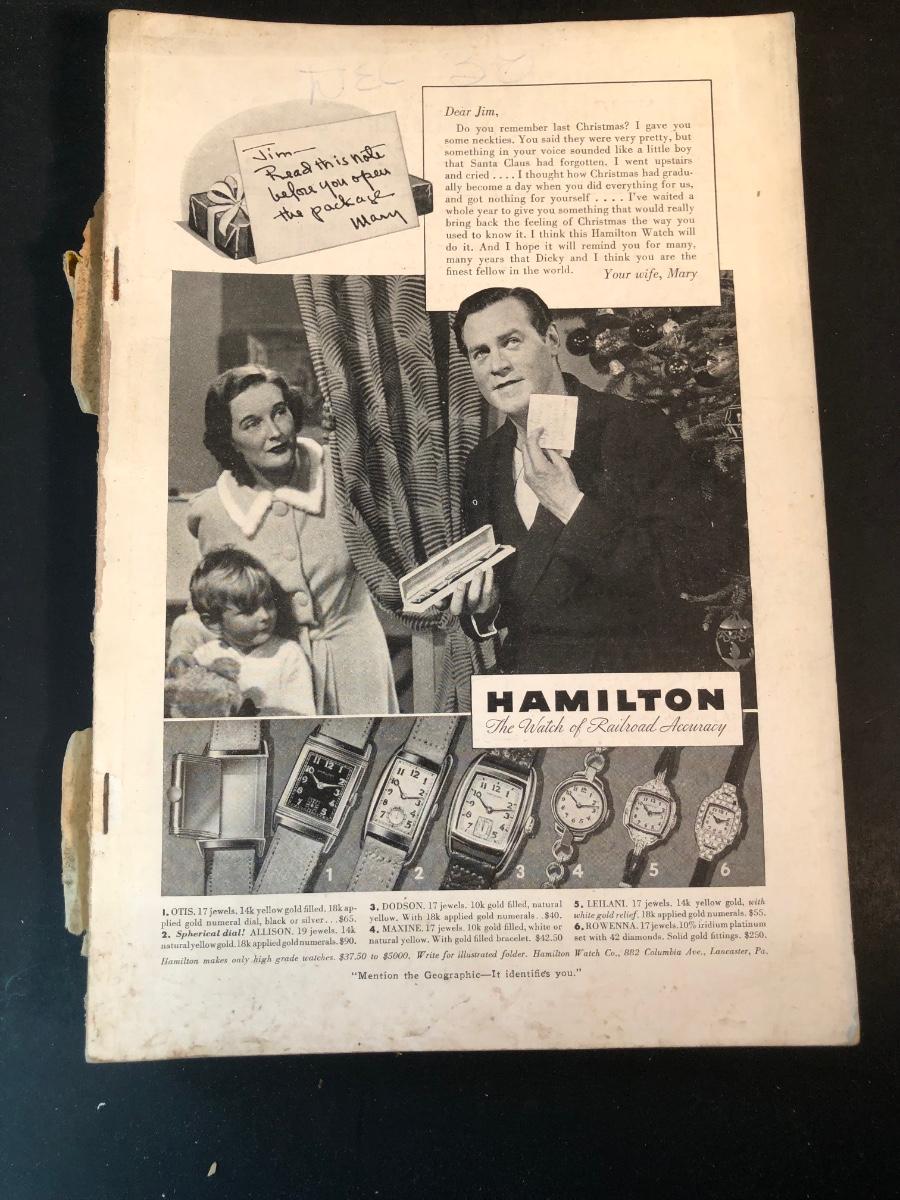 Jim—
Read this note
before you open
the package
Mary
Dear Jim,
Do you remember last Christmas? I gave you
some neckties. You said they were very pretty, but
something in your voice sounded like a little boy
that Santa Claus had forgotten. I went upstairs
and cried .... I thought how Christmas had gradu-
ally become a day when you did everything for us,
and got nothing for yourself .... I've waited a
whole year to give you something that would really
bring back the feeling of Christmas the way you
used to know it. I think this Hamilton Watch will
do it. And I hope it will remind you for many,
many years that Dicky and I think you are the
finest fellow in the world. Your wife, Mary
HAMILTON
The Watch of Railroad Accuracy
1 2 3 4 5 6
1. OTIS. 17 jewels. 14k yellow gold filled. 18k ap-
plied gold numeral dial, black or silver...$65.
2. Spherical dial! ALLISON. 19 jewels. 14k
natural yellow gold. 18k applied gold numerals. $90.
3. DODSON. 17 jewels. 10k gold filled, natural
yellow. With 18k applied gold numerals. .$40.
4. MAXINE. 17 jewels. 10k gold filled, white or
natural yellow. With gold filled bracelet. $42.50
5. LEILANI. 17 jewels. 14k yellow gold, with
white gold relief. 18k applied gold numerals. $55.
6. ROWENNA. 17 jewels. 10% iridium platinum
set with 42 diamonds. Solid gold fittings. $250.
Hamilton makes only high grade watches. $37.50 to $5000. Write for illustrated folder. Hamilton Watch Co., 882 Columbia Ave., Lancaster, Pa.
"Mention the Geographic—It identifies you."